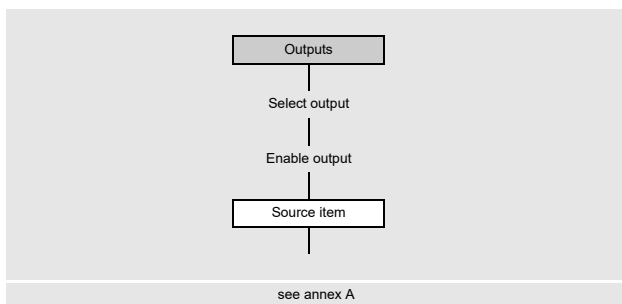 Outputs
Select output
Enable output
Source item
see annex A